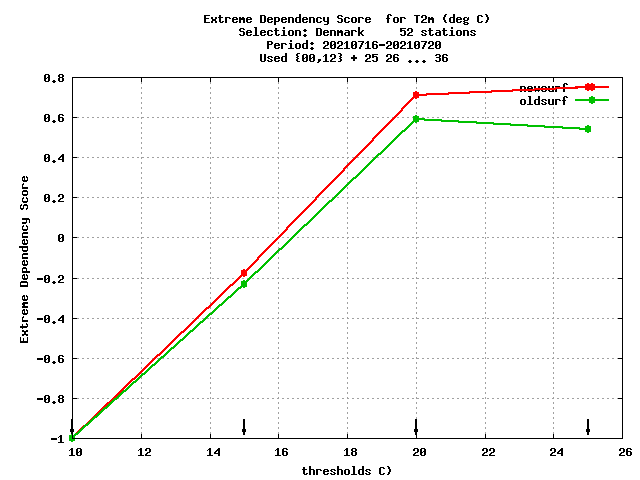 Extreme Dependency Score  for T2m (deg C)
Selection: Denmark     52 stations
Period: 20210716-20210720
Used {00,12} + 25 26 ... 36
0.8
0.6
0.4
0.2
0
-0.2
-0.4
-0.6
-0.8
-1
Extreme Dependency Score
newsurf
oldsurf
10 12 14 16 18 20 22 24 26
thresholds C)